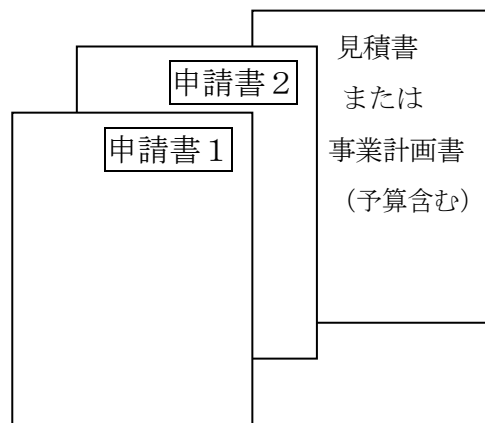 見積書
または
事業計画書
（予算含む）
申請書２
申請書１